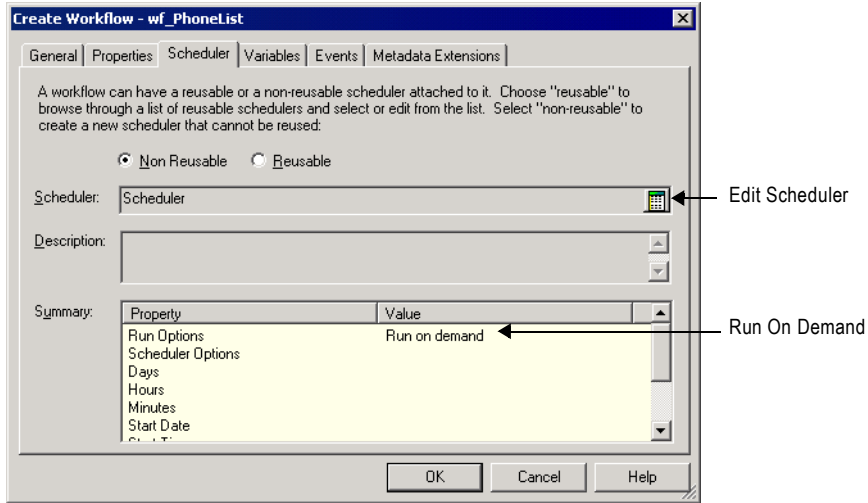 Create Workflow - wf_PhoneList
General Properties Scheduler Variables Events Metadata Extensions
A workflow can have a reusable or a non-reusable scheduler attached to it. Choose "reusable" to
browse through a list of reusable schedulers and select or edit from the list. Select "non-reusable" to
create a new scheduler that cannot be reused:
Non Reusable Reusable
Scheduler: Scheduler
Edit Scheduler
Description:
Summary:
Property Value
Run Options Run on demand
Run On Demand
Scheduler Options
Days
Hours
Minutes
Start Date
OK Cancel Help